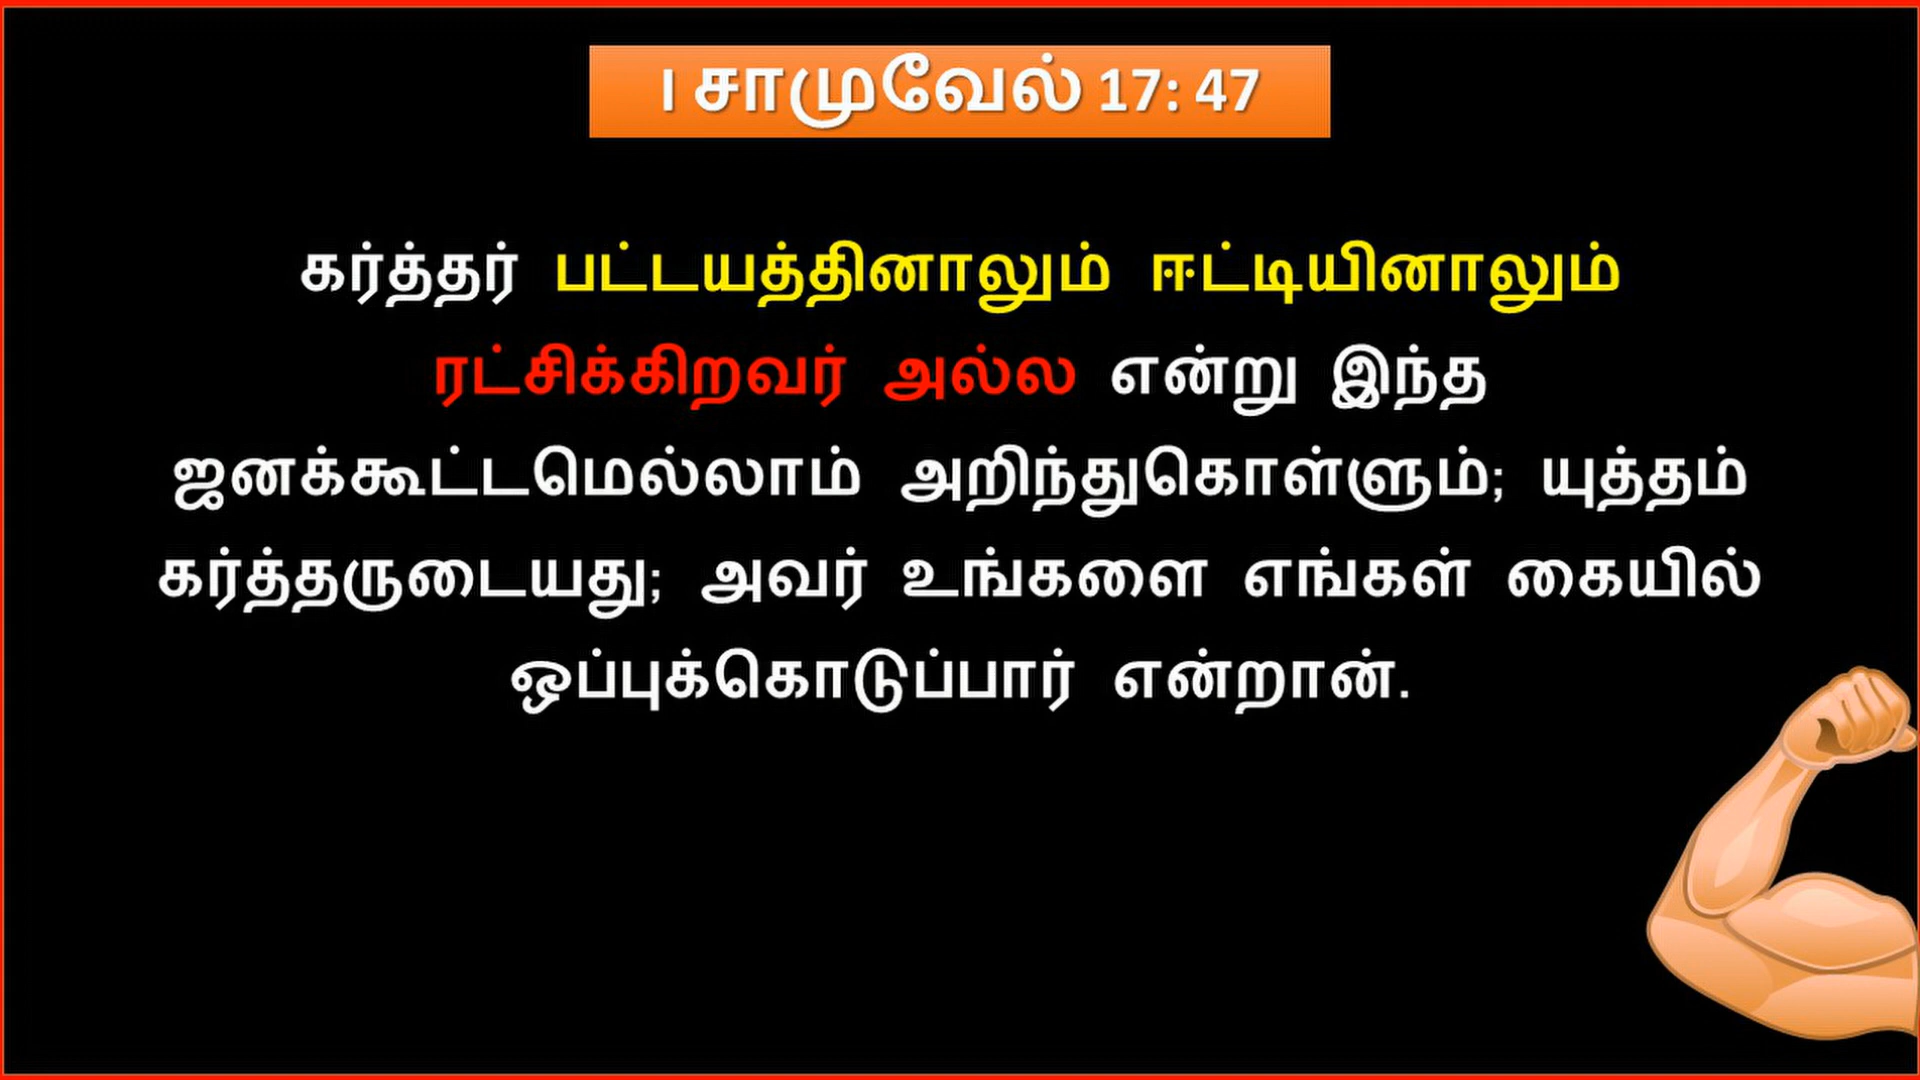 I சாமுவேல் 17: 47
கர்த்தர் பட்டயத்தினாலும் ஈட்டியினாலும்
ரட்சிக்கிறவர் அல்ல என்று இந்த
ஜனக்கூட்டமெல்லாம் அறிந்துகொள்ளும்; யுத்தம்
கர்த்தருடையது; அவர் உங்களை எங்கள் கையில்
ஒப்புக்கொடுப்பார் என்றான்.